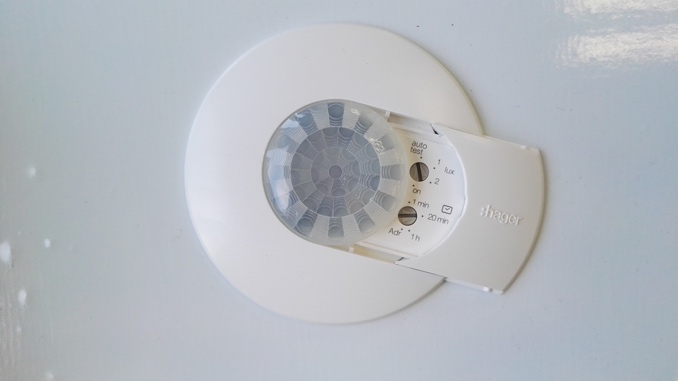 auto
test
1
lux
2
on
1 min
20 min
Adr
1 h
:hager